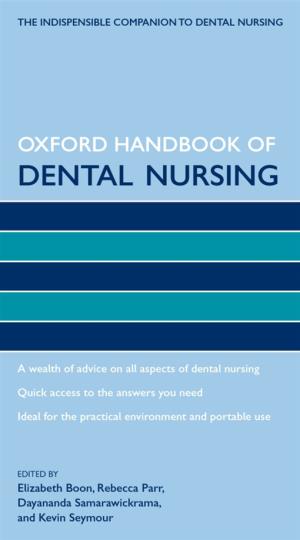 THE INDISPENSIBLE COMPANION TO DENTAL NURSING
OXFORD HANDBOOK OF
DENTAL NURSING
A wealth of advice on all aspects of dental nursing
Quick access to the answers you need
Ideal for the practical environment and portable use
EDITED BY
Elizabeth Boon, Rebecca Parr,
Dayananda Samarawickrama,
and Kevin Seymour